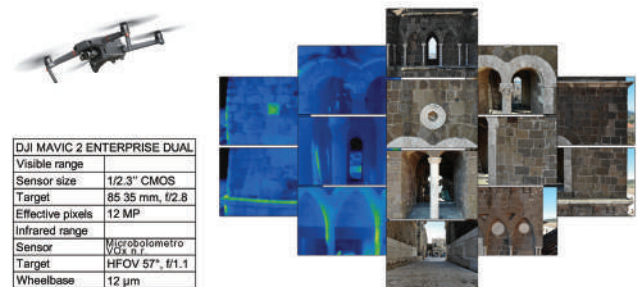 DJI MAVIC 2 ENTERPRISE DUAL
Visible range
Sensor size 1/2.3" CMOS
Target 85 35 mm, f/2.8
Effective pixels 12 MP
Infrared range
Sensor Microbolometro
VOx n.r
Target HFOV 57°, f/1.1
Wheelbase 12 µm